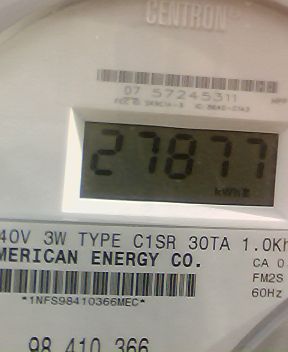 CENTRON®
07 57245311
27877
kWh
40V 3W TYPE C1SR 30TA 1.0Kh
MERICAN ENERGY CO.
CA 0
FM2S
*1NFS98410366MEC*
60Hz
98 410 366